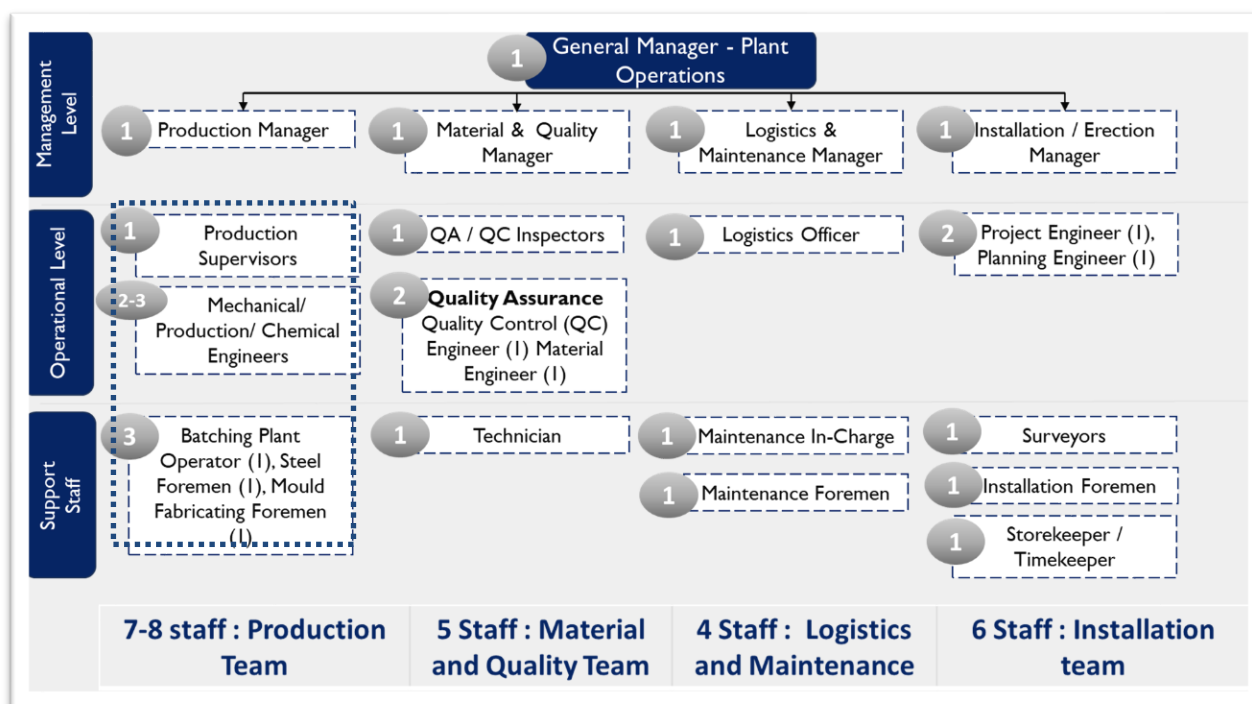 1
General Manager - Plant
Operations
Management
Level
1
Production Manager
1
Material & Quality
Manager
1
Logistics &
Maintenance Manager
1
Installation / Erection
Manager
Operational Level
1
Production
Supervisors
2-3
Mechanical/
Production/ Chemical
Engineers
1
QA / QC Inspectors
2
Quality Assurance
Quality Control (QC)
Engineer (1) Material
Engineer (1)
1
Logistics Officer
2
Project Engineer (1),
Planning Engineer (1)
Support
Staff
3
Batching Plant
Operator (1), Steel
Foremen (1), Mould
Fabricating Foremen
(1)
1
Technician
1
Maintenance In-Charge
1
Maintenance Foremen
1
Surveyors
1
Installation Foremen
1
Storekeeper /
Timekeeper
7-8 staff : Production
Team
5 Staff : Material
and Quality Team
4 Staff : Logistics
and Maintenance
6 Staff : Installation
team